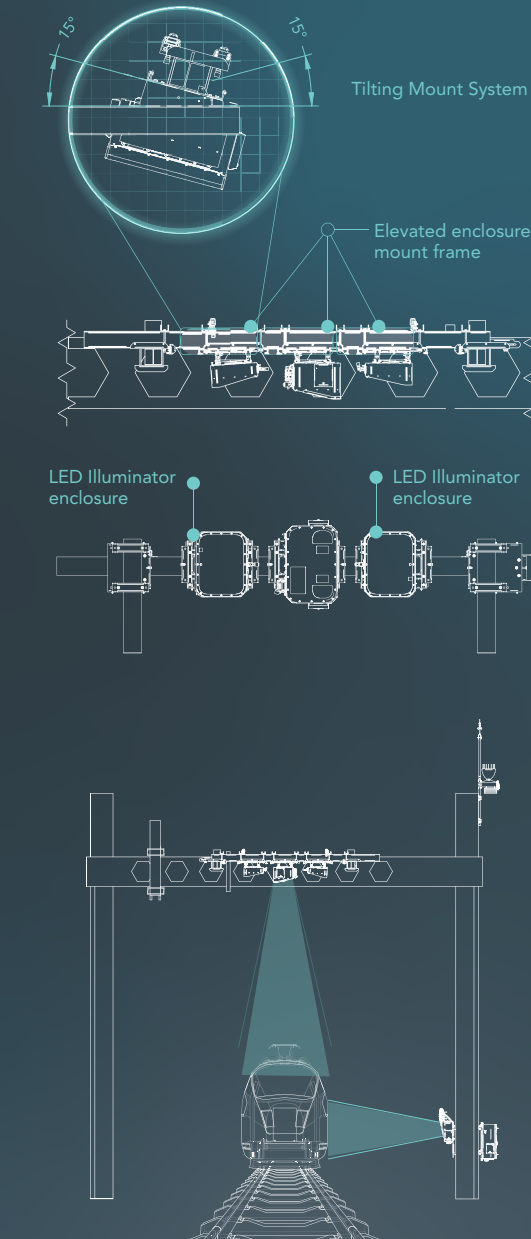 15°
15°
Tilting Mount System
Elevated enclosure
mount frame
LED Illuminator
enclosure
LED Illuminator
enclosure